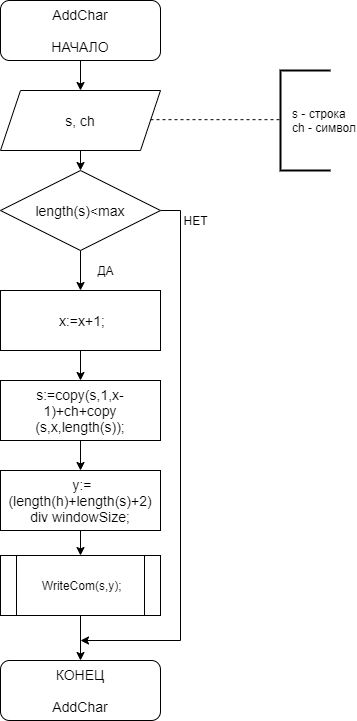 AddChar
НАЧАЛО
s, ch
s - строка
ch - символ
length(s)<max
НЕТ
ДА
x:=x+1;
s:=copy(s,1,x-
1)+ch+copy
(s,x,length(s));
y:=
(length(h)+length(s)+2)
div windowSize;
WriteCom(s,y);
КОНЕЦ
AddChar